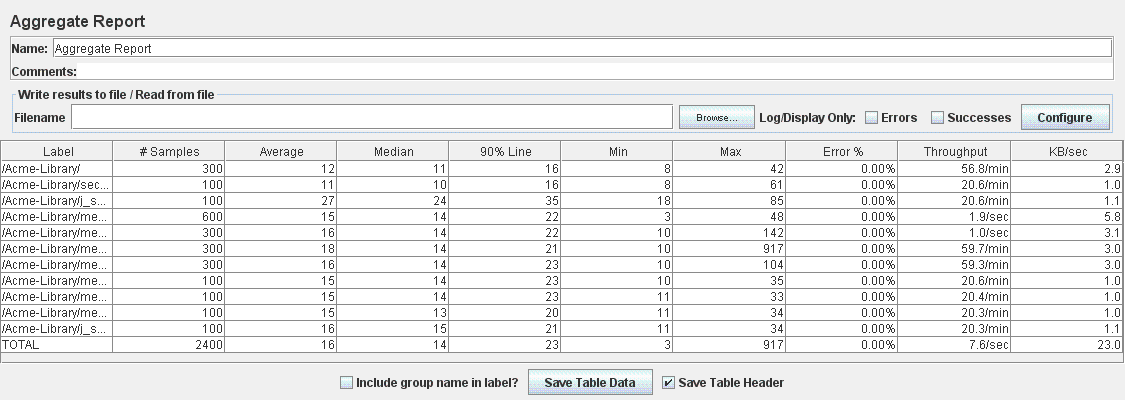 Aggregate Report
Name: Aggregate Report
Comments:
Write results to file / Read from file
Filename Browse... Log/Display Only: Errors Successes Configure
Label # Samples Average Median 90% Line Min Max Error % Throughput KB/sec
/Acme-Library/ 300 12 11 16 8 42 0.00% 56.8/min 2.9
/Acme-Library/sec... 100 11 10 16 8 61 0.00% 20.6/min 1.0
/Acme-Library/j_s... 100 27 24 35 18 85 0.00% 20.6/min 1.1
/Acme-Library/me... 600 15 14 22 3 48 0.00% 1.9/sec 5.8
/Acme-Library/me... 300 16 14 22 10 142 0.00% 1.0/sec 3.1
/Acme-Library/me... 300 18 14 21 10 917 0.00% 59.7/min 3.0
/Acme-Library/me... 300 16 14 23 10 104 0.00% 59.3/min 3.0
/Acme-Library/me... 100 15 14 23 10 35 0.00% 20.6/min 1.0
/Acme-Library/me... 100 15 14 23 11 33 0.00% 20.4/min 1.0
/Acme-Library/me... 100 15 13 20 11 34 0.00% 20.3/min 1.0
/Acme-Library/j_s... 100 16 15 21 11 34 0.00% 20.3/min 1.1
TOTAL 2400 16 14 23 3 917 0.00% 7.6/sec 23.0
Include group name in label? Save Table Data Save Table Header